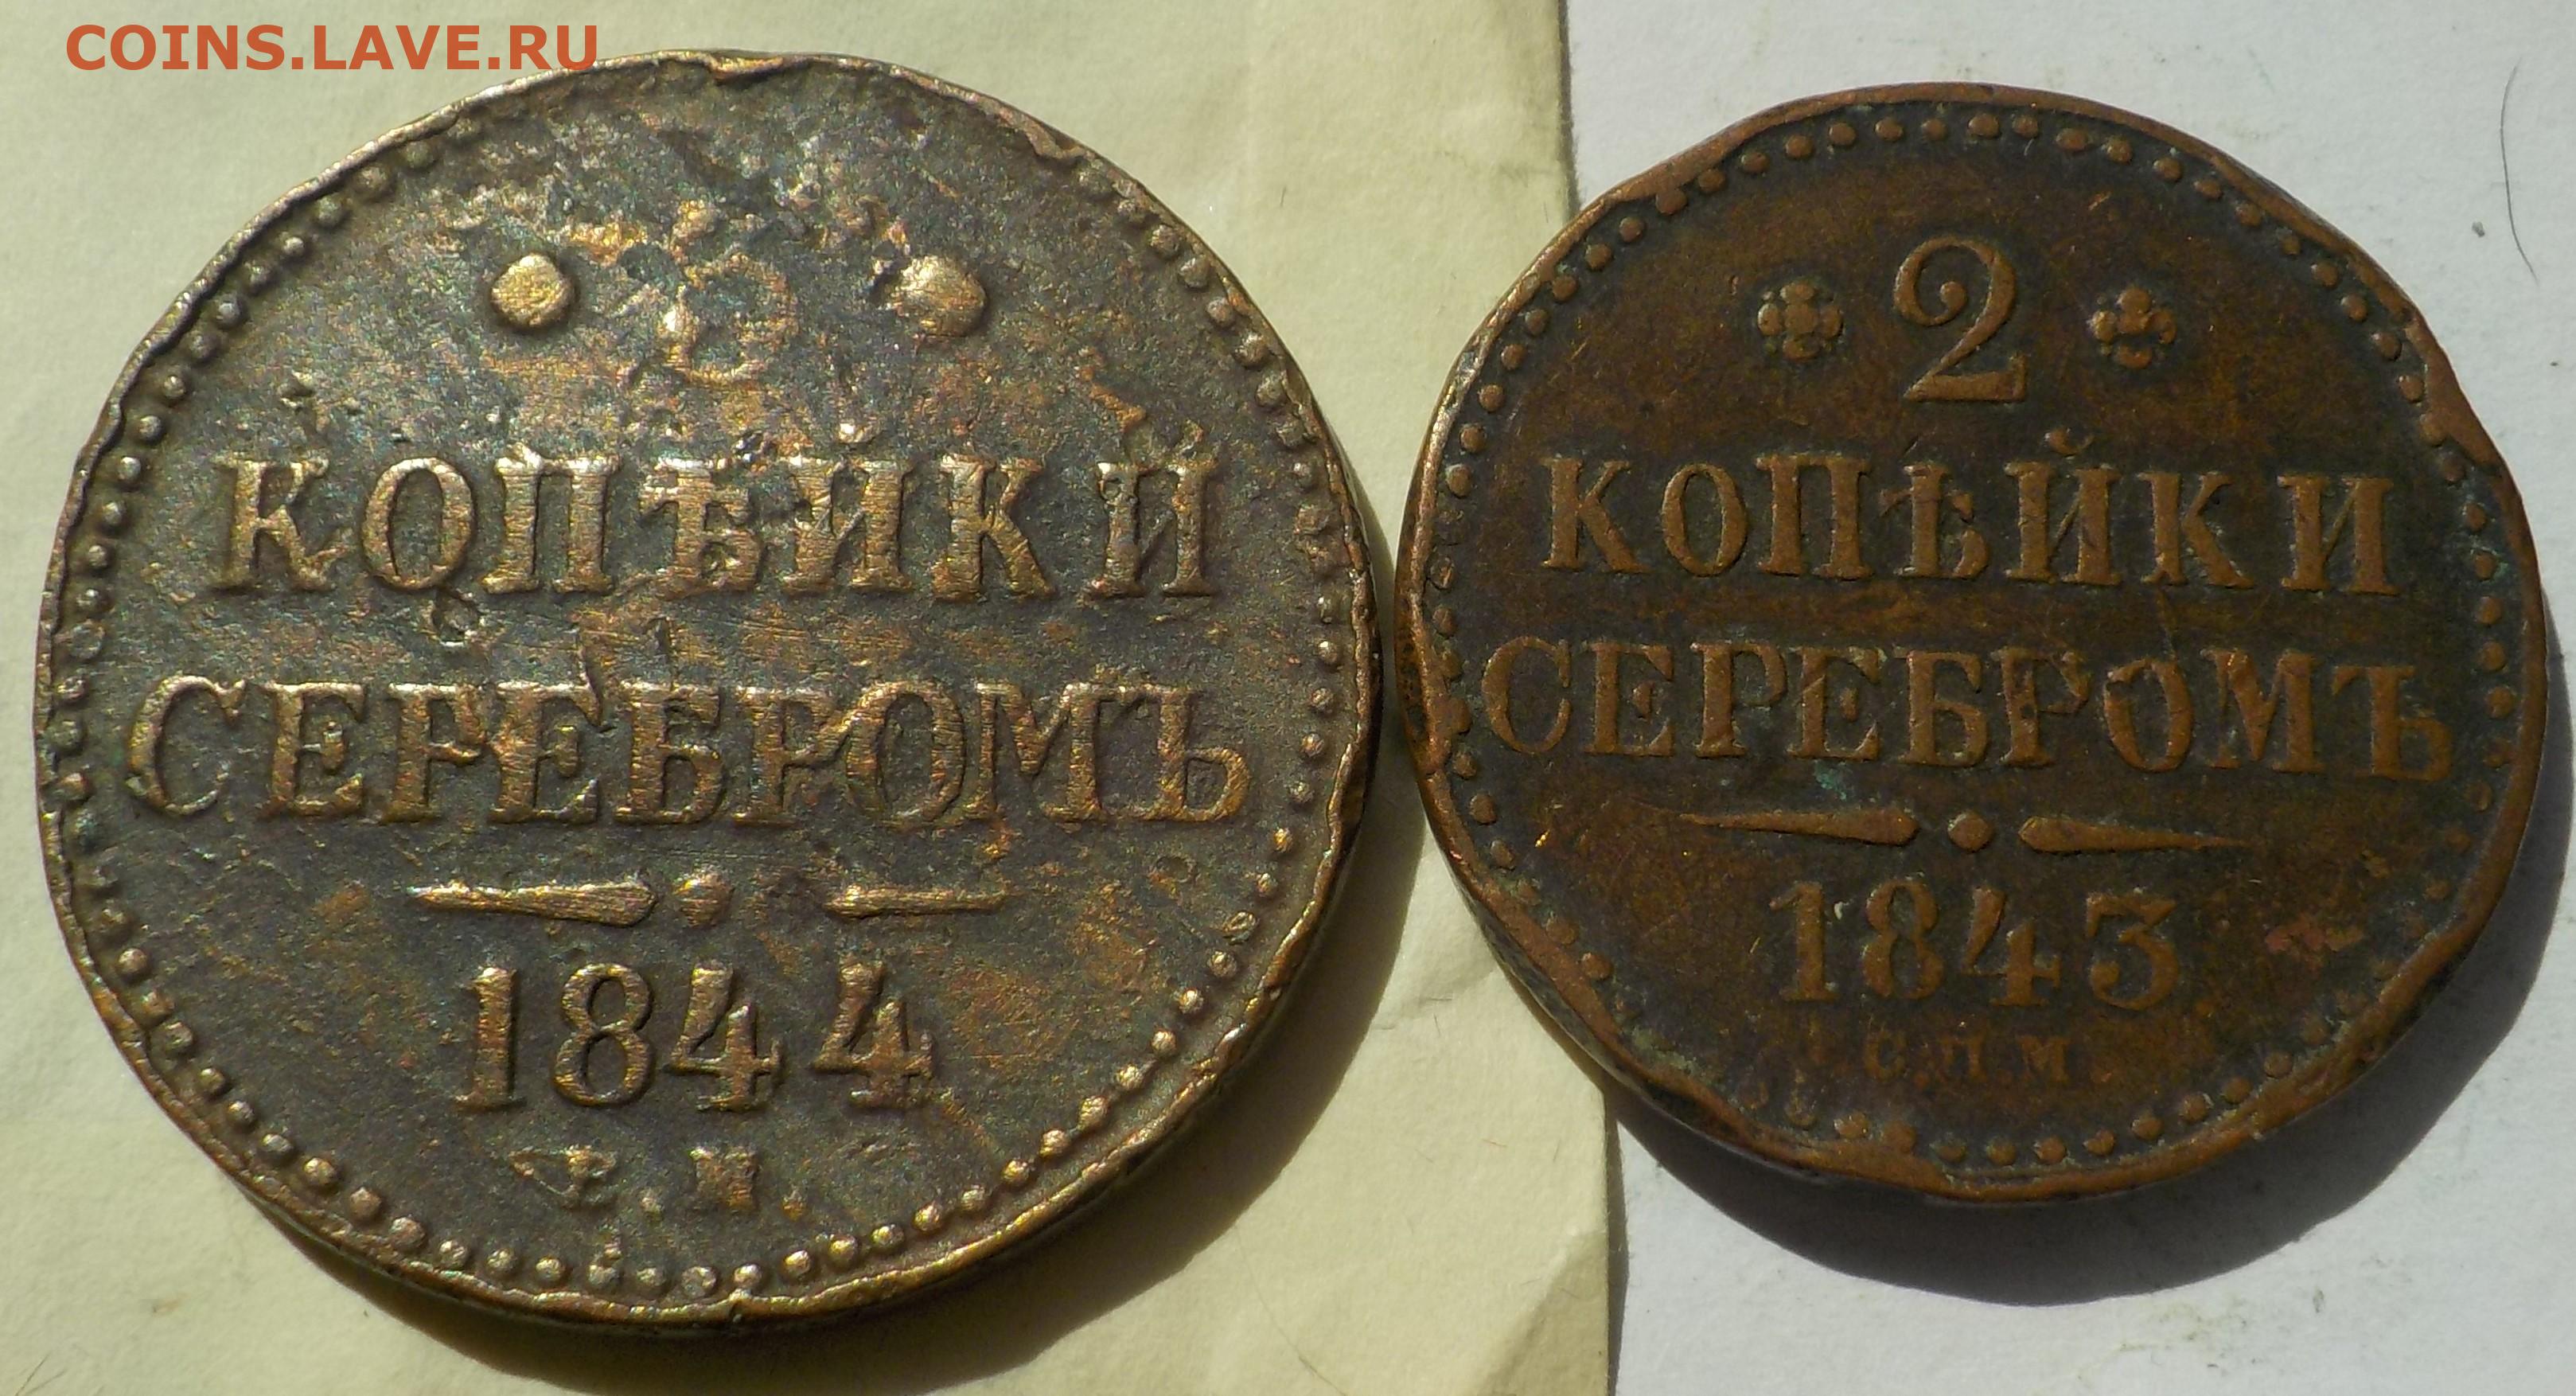 COINS.LAVE.RU
КОПѢЙКИ
СЕРЕБРОМЪ
1844
Е.М.
2
КОПѢЙКИ
СЕРЕБРОМЪ
1843
С.П.М.